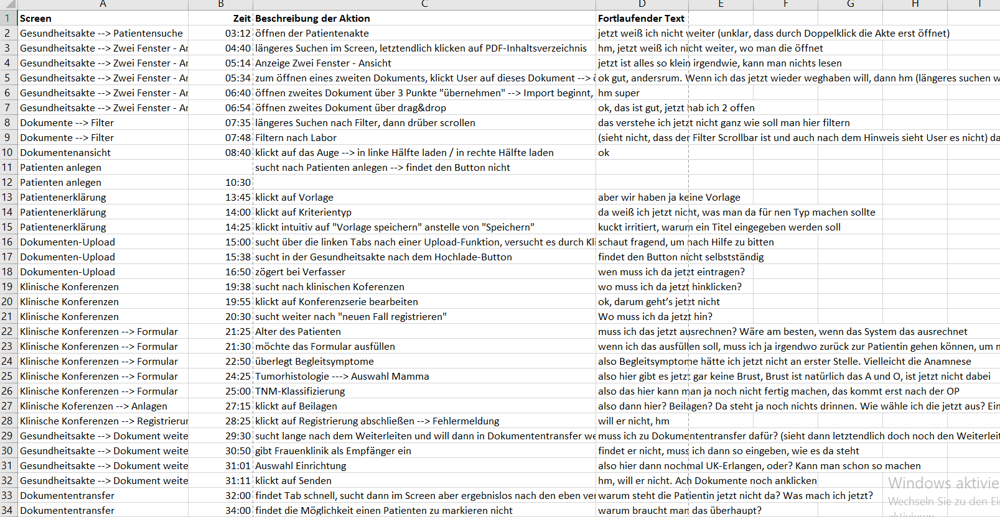 A B C D E F G H I
1 Screen Zeit Beschreibung der Aktion Fortlaufender Text
2 Gesundheitsakte --> Patientensuche 03:12 öffnen der Patientenakte jetzt weiß ich nicht weiter (unklar, dass durch Doppelklick die Akte erst öffnet)
3 Gesundheitsakte --> Zwei Fenster - Ar 04:40 längeres Suchen im Screen, letztendlich klicken auf PDF-Inhaltsverzeichnis hm, jetzt weiß ich nicht weiter, wo man die öffnet
4 Gesundheitsakte --> Zwei Fenster - Ar 05:14 Anzeige Zwei Fenster - Ansicht jetzt ist alles so klein irgendwie, kann man nichts lesen
5 Gesundheitsakte --> Zwei Fenster - Ar 05:34 zum öffnen eines zweiten Dokuments, klickt User auf dieses Dokument --> ok gut, andersrum. Wenn ich das jetzt wieder weghaben will, dann hm (längeres suchen w
6 Gesundheitsakte --> Zwei Fenster - Ar 06:40 öffnen zweites Dokument über 3 Punkte "übernehmen" --> Import beginnt, hm super
7 Gesundheitsakte --> Zwei Fenster - Ar 06:54 öffnen zweites Dokument über drag&drop ok, das ist gut, jetzt hab ich 2 offen
8 Dokumente --> Filter 07:35 längeres Suchen nach Filter, dann drüber scrollen das verstehe ich jetzt nicht ganz wie soll man hier filtern
9 Dokumente --> Filter 07:48 Filtern nach Labor (sieht nicht, dass der Filter Scrollbar ist und auch nach dem Hinweis sieht User es nicht) da
10 Dokumentenansicht 08:40 klickt auf das Auge --> in linke Hälfte laden / in rechte Hälfte laden ok
11 Patienten anlegen sucht nach Patienten anlegen --> findet den Button nicht
12 Patienten anlegen 10:30
13 Patientenerklärung 13:45 klickt auf Vorlage aber wir haben ja keine Vorlage
14 Patientenerklärung 14:00 klickt auf Kriterientyp da weiß ich jetzt nicht, was man da für nen Typ machen sollte
15 Patientenerklärung 14:25 klickt intuitiv auf "Vorlage speichern" anstelle von "Speichern" kuckt irritiert, warum ein Titel eingegeben werden soll
16 Dokumenten-Upload 15:00 sucht über die linken Tabs nach einer Upload-Funktion, versucht es durch Kli schaut fragend, um nach Hilfe zu bitten
17 Dokumenten-Upload 15:38 sucht in der Gesundheitsakte nach dem Hochlade-Button findet den Button nicht selbstständig
18 Dokumenten-Upload 16:50 zögert bei Verfasser wen muss ich da jetzt eintragen?
19 Klinische Konferenzen 19:38 sucht nach klinischen Koferenzen wo muss ich da jetzt hinklicken?
20 Klinische Konferenzen 19:55 klickt auf Konferenzserie bearbeiten ok, darum geht's jetzt nicht
21 Klinische Konferenzen 20:30 sucht weiter nach "neuen Fall registrieren" Wo muss ich da jetzt hin?
22 Klinische Konferenzen --> Formular 21:25 Alter des Patienten muss ich das jetzt ausrechnen? Wäre am besten, wenn das System das ausrechnet
23 Klinische Konferenzen --> Formular 21:30 möchte das Formular ausfüllen wenn ich das ausfüllen soll, muss ich ja irgendwo zurück zur Patientin gehen können, um n
24 Klinische Konferenzen --> Formular 22:50 überlegt Begleitsymptome also Begleitsymptome hätte ich jetzt nicht an erster Stelle. Vielleicht die Anamnese
25 Klinische Konferenzen --> Formular 24:25 Tumorhistologie ---> Auswahl Mamma also hier gibt es jetzt gar keine Brust, Brust ist natürlich das A und O, ist jetzt nicht dabei
26 Klinische Konferenzen --> Formular 25:00 TNM-Klassifizierung also das hier kann man ja noch nicht fertig machen, das kommt erst nach der OP
27 Klinische Koferenzen --> Anlagen 27:15 klickt auf Beilagen also dann hier? Beilagen? Da steht ja noch nichts drinnen. Wie wähle ich die jetzt aus? Ein
28 Klinische Konferenzen --> Registrierur 28:25 klickt auf Registrierung abschließen --> Fehlermeldung will er nicht, hm
29 Gesundheitsakte --> Dokument weite 29:30 sucht lange nach dem Weiterleiten und will dann in Dokumententransfer we muss ich zu Dokumententransfer dafür? (sieht dann letztendlich doch noch den Weiterleit
30 Gesundheitsakte --> Dokument weite 30:50 gibt Frauenklinik als Empfänger ein findet er nicht, muss ich dann so eingeben, wie es da steht
31 Gesundheitsakte --> Dokument weite 31:01 Auswahl Einrichtung also hier dann nochmal UK-Erlangen, oder? Kann man schon so machen
32 Gesundheitsakte --> Dokument weite 31:11 klickt auf Senden hm, will er nicht. Ach Dokumente noch anklicken
Windows aktivie
33 Dokumententransfer 32:00 findet Tab schnell, sucht dann im Screen aber ergebnislos nach den eben ver warum steht die Patientin jetzt nicht da? Was mach ich jetzt?
Wechseln Sie zu den Ei
34 Dokumententransfer 34:00 findet die Möglichkeit einen Patienten zu markieren nicht warum braucht man das überhaupt?